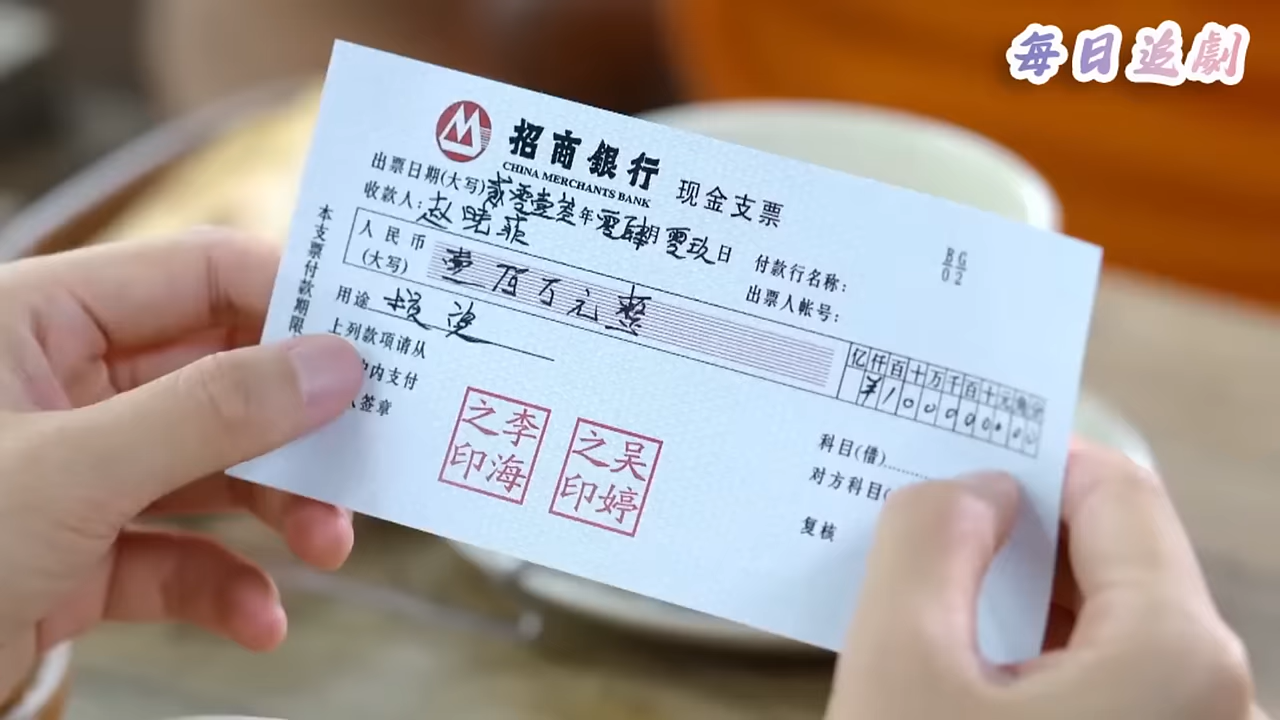 每日追劇
招商银行
CHINA MERCHANTS BANK
现金支票
BG
02
出票日期(大写)贰零壹叁年零肆月零玖日
付款行名称:
收款人:赵晓菲
出票人帐号:
本支票付款期限
人民币
(大写)
壹佰万元整
亿仟百十万千百十元角分
¥100000000
用途
上列款项请从
户内支付
签章
李海之印
吴婷之印
科目(借)
对方科目(
复核